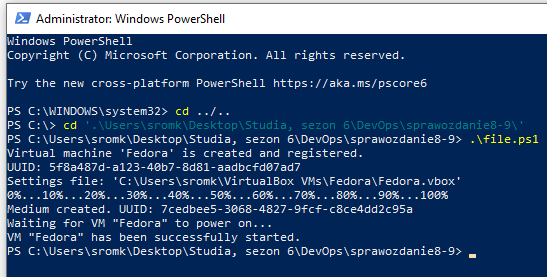 Administrator: Windows PowerShell
Windows PowerShell
Copyright (C) Microsoft Corporation. All rights reserved.
Try the new cross-platform PowerShell https://aka.ms/pscore6
PS C:\WINDOWS\system32> cd ../..
PS C:\> cd '.\Users\sromk\Desktop\Studia, sezon 6\DevOps\sprawozdanie8-9\'
PS C:\Users\sromk\Desktop\Studia, sezon 6\DevOps\sprawozdanie8-9> .\file.ps1
Virtual machine 'Fedora' is created and registered.
UUID: 5f8a487d-a123-40b7-8d81-aadbcfd07ad7
Settings file: 'C:\Users\sromk\VirtualBox VMs\Fedora\Fedora.vbox'
0%...10%...20%...30%...40%...50%...60%...70%...80%...90%...100%
Medium created. UUID: 7cedbee5-3068-4827-9fcf-c8ce4dd2c95a
Waiting for VM "Fedora" to power on...
VM "Fedora" has been successfully started.
PS C:\Users\sromk\Desktop\Studia, sezon 6\DevOps\sprawozdanie8-9>